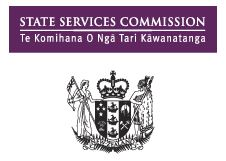 STATE SERVICES COMMISSION
Te Komihana O Ngā Tari Kāwanatanga